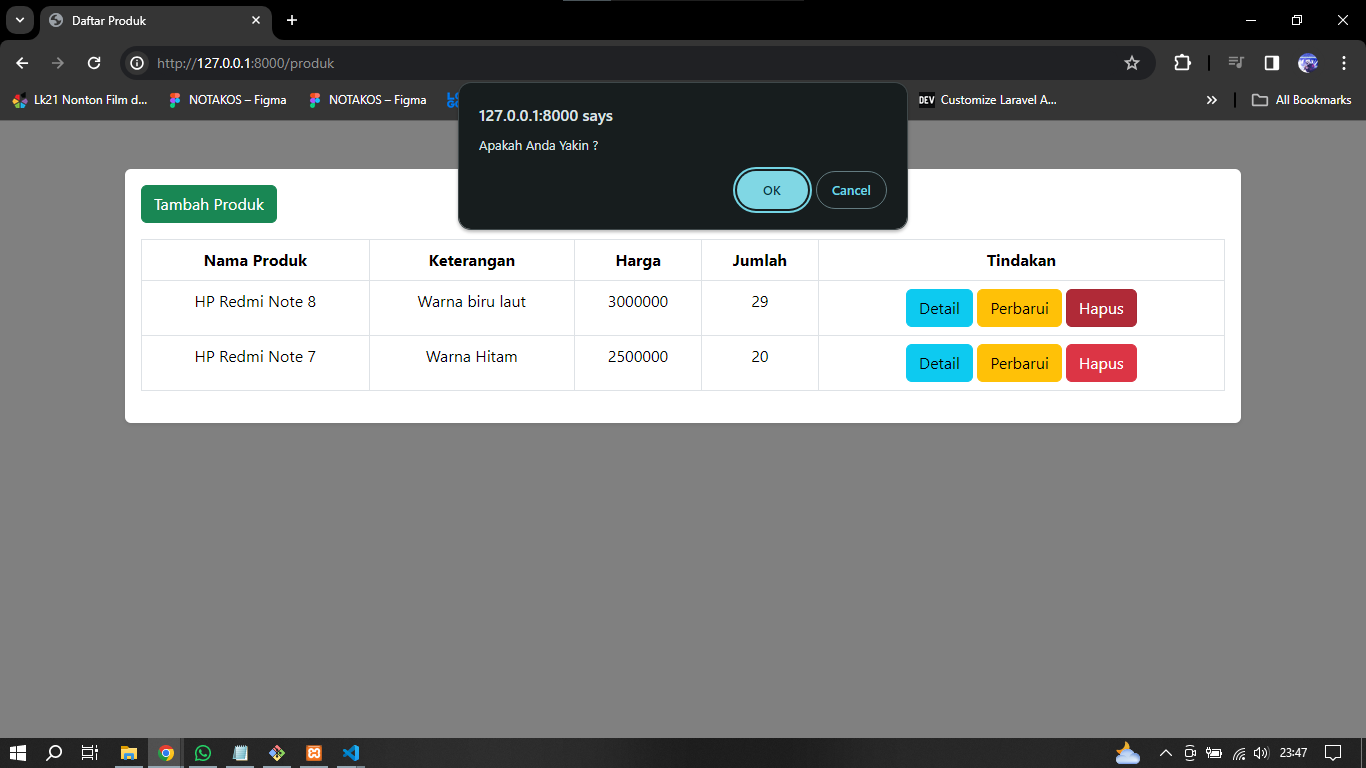 Daftar Produk
http://127.0.0.1:8000/produk
Lk21 Nonton Film d...
NOTAKOS – Figma
NOTAKOS – Figma
DEV Customize Laravel A...
All Bookmarks
127.0.0.1:8000 says
Apakah Anda Yakin ?
OK Cancel
Tambah Produk
Nama Produk Keterangan Harga Jumlah Tindakan
HP Redmi Note 8 Warna biru laut 3000000 29 Detail Perbarui Hapus
HP Redmi Note 7 Warna Hitam 2500000 20 Detail Perbarui Hapus
23:47